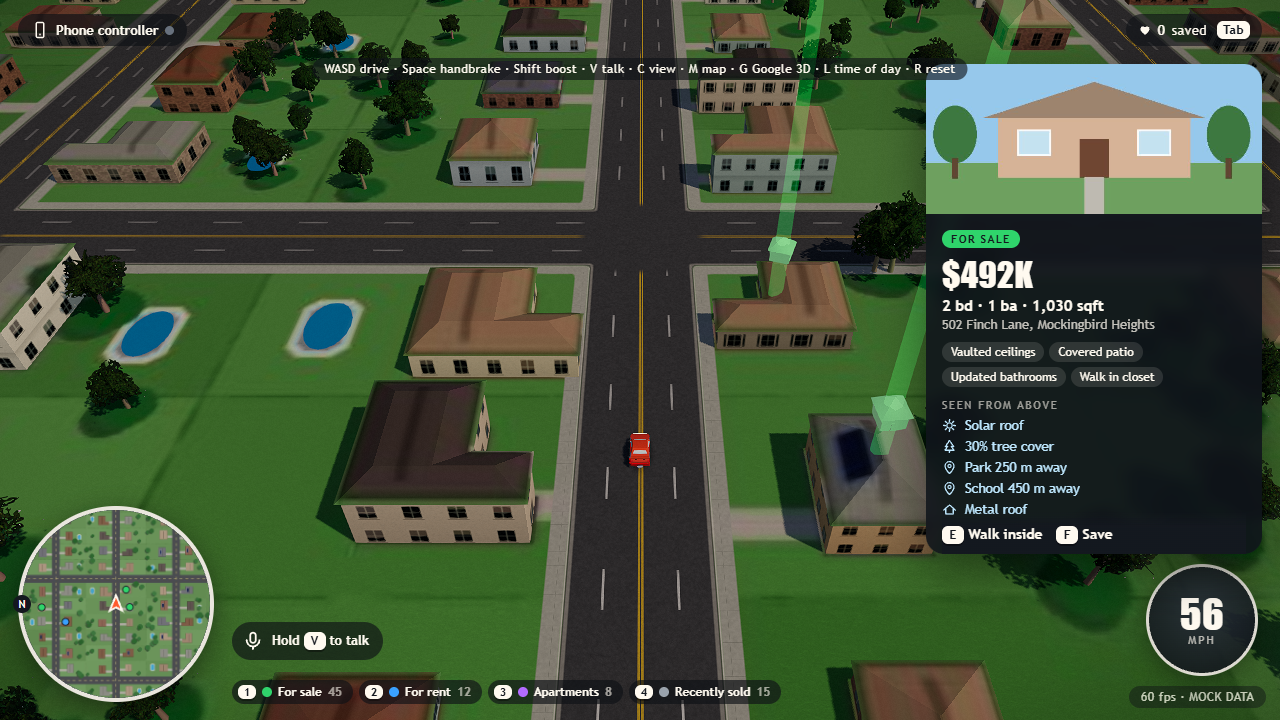 Phone controller
0 saved Tab
WASD drive · Space handbrake · Shift boost · V talk · C view · M map · G Google 3D · L time of day · R reset
FOR SALE
$492K
2 bd · 1 ba · 1,030 sqft
502 Finch Lane, Mockingbird Heights
Vaulted ceilings Covered patio
Updated bathrooms Walk in closet
SEEN FROM ABOVE
Solar roof
30% tree cover
Park 250 m away
School 450 m away
Metal roof
E Walk inside F Save
N
56
MPH
Hold V to talk
1 For sale 45 2 For rent 12 3 Apartments 8 4 Recently sold 15
60 fps · MOCK DATA